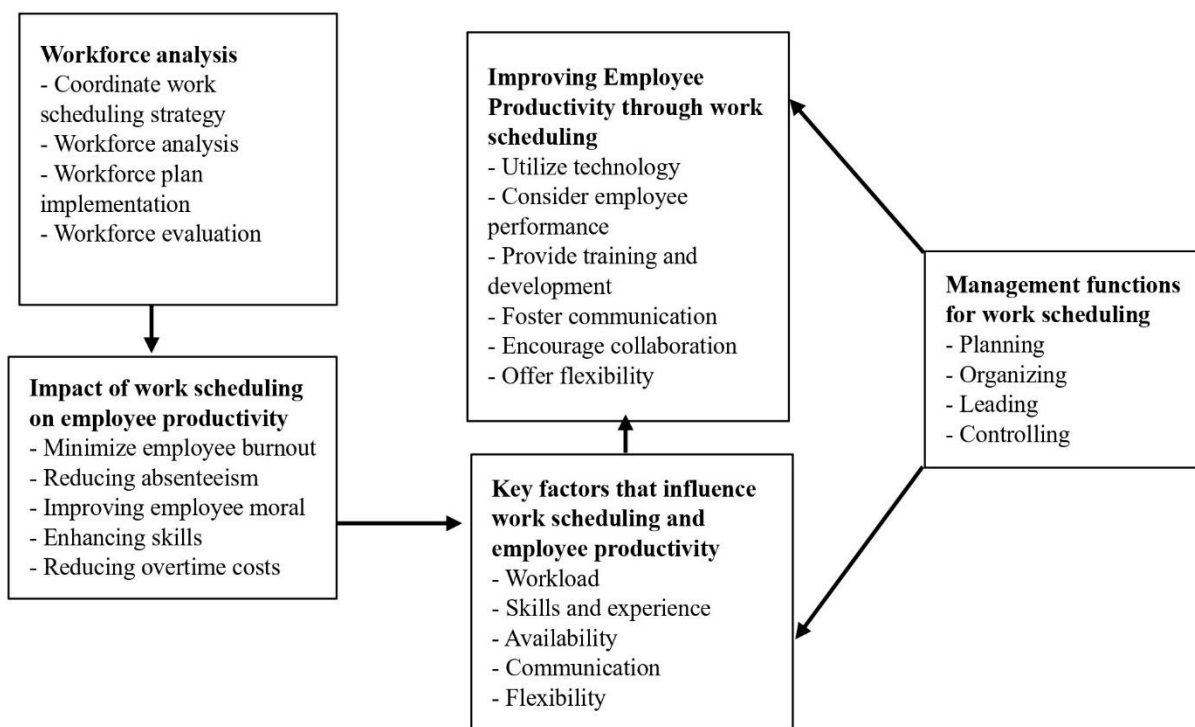 Workforce analysis
- Coordinate work
scheduling strategy
- Workforce analysis
- Workforce plan
implementation
- Workforce evaluation
Impact of work scheduling
on employee productivity
- Minimize employee burnout
- Reducing absenteeism
- Improving employee moral
- Enhancing skills
- Reducing overtime costs
Key factors that influence
work scheduling and
employee productivity
- Workload
- Skills and experience
- Availability
- Communication
- Flexibility
Improving Employee
Productivity through work
scheduling
- Utilize technology
- Consider employee
performance
- Provide training and
development
- Foster communication
- Encourage collaboration
- Offer flexibility
Management functions
for work scheduling
- Planning
- Organizing
- Leading
- Controlling